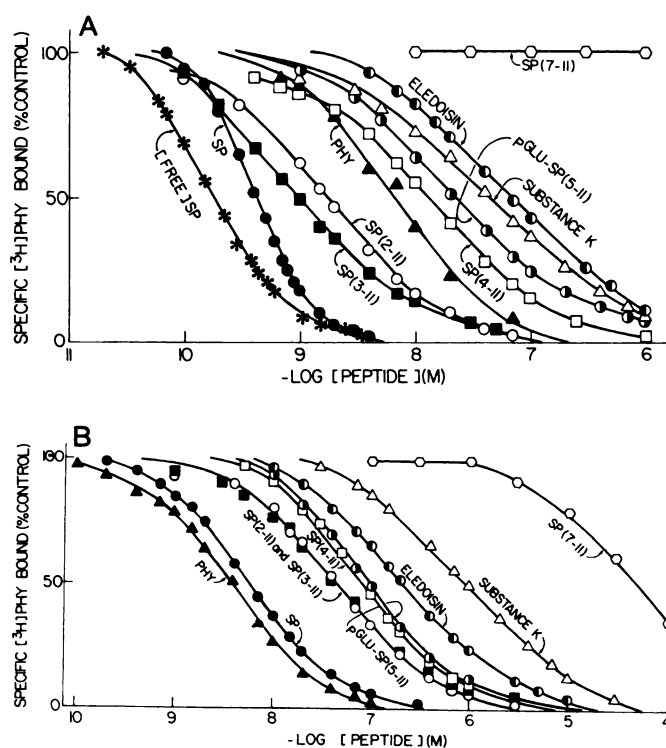 A
SPECIFIC [³H]PHY BOUND (%CONTROL)
100
50
0
11 10 9 8 7 6
-LOG [PEPTIDE](M)
[FREE]SP
SP
SP(2-11)
SP(3-11)
PHY
SP(4-11)
pGLU-SP(5-11)
SUBSTANCE K
ELEDOISIN
SP(7-11)
B
SPECIFIC [³H]PHY BOUND (%CONTROL)
100
50
0
10 9 8 7 6 5 4
-LOG [PEPTIDE](M)
PHY
SP
SP(2-11) and SP(3-11)
SP(4-11)
pGLU-SP(5-11)
ELEDOISIN
SUBSTANCE K
SP(7-11)